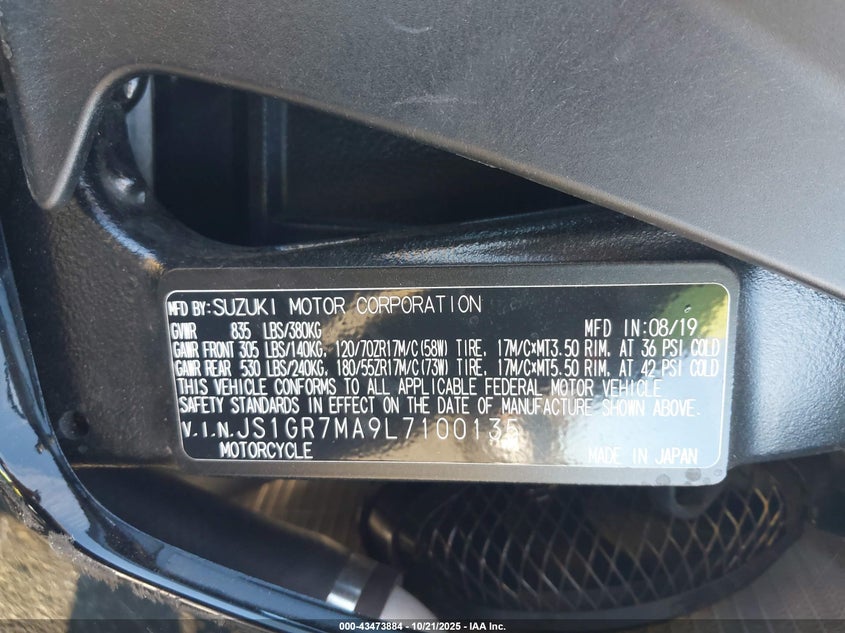 MFD BY: SUZUKI MOTOR CORPORATION
GVWR 835 LBS/380KG MFD IN: 08/19
GAWR FRONT 305 LBS/140KG, 120/70ZR17M/C (58W) TIRE, 17M/C×MT3.50 RIM, AT 36 PSI COLD
GAWR REAR 530 LBS/240KG, 180/55ZR17M/C (73W) TIRE, 17M/C×MT5.50 RIM, AT 42 PSI COLD
THIS VEHICLE CONFORMS TO ALL APPLICABLE FEDERAL MOTOR VEHICLE
SAFETY STANDARDS IN EFFECT ON THE DATE OF MANUFACTURE SHOWN ABOVE.
V.I.N. JS1GR7MA9L7100135
MOTORCYCLE MADE IN JAPAN
000-43473884 - 10/21/2025 - IAA Inc.